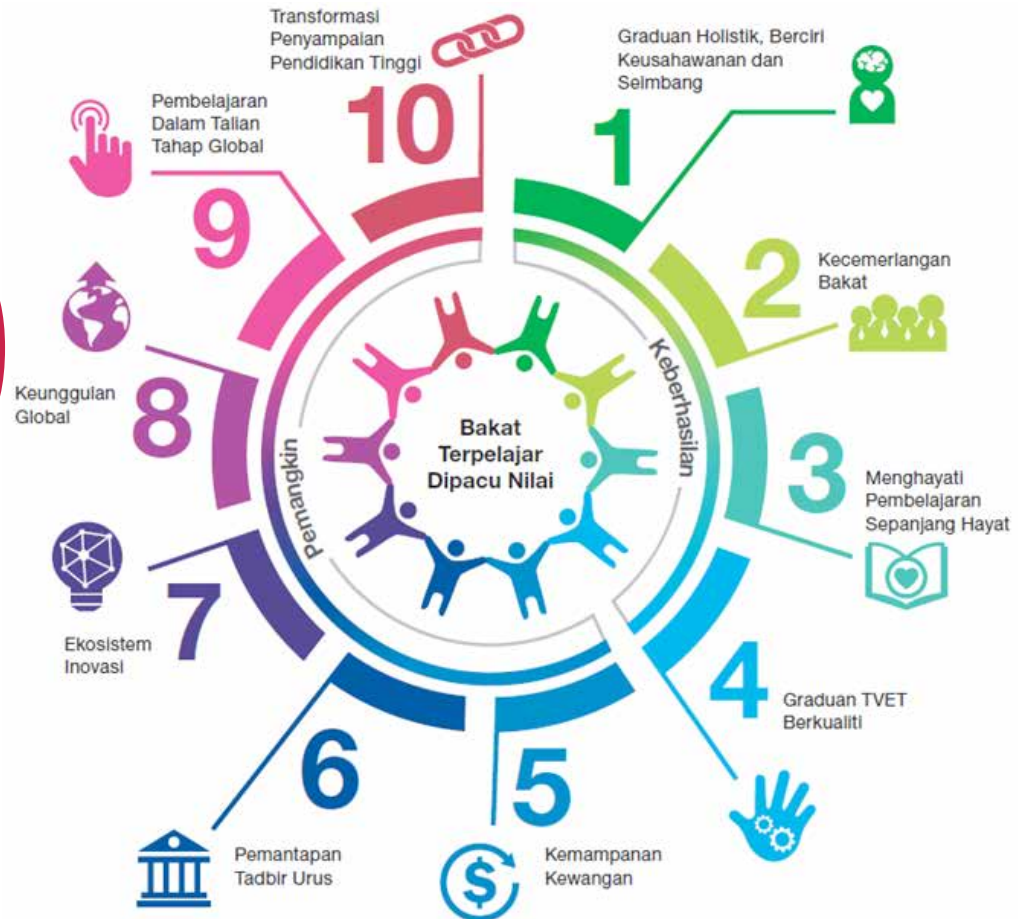 1
Graduan Holistik, Berciri
Keusahawanan dan
Seimbang
2
Kecemerlangan
Bakat
3
Menghayati
Pembelajaran
Sepanjang Hayat
4
Graduan TVET
Berkualiti
5
Kemampanan
Kewangan
$
6
Pemantapan
Tadbir Urus
7
Ekosistem
Inovasi
8
Keunggulan
Global
9
Pembelajaran
Dalam Talian
Tahap Global
10
Transformasi
Penyampaian
Pendidikan Tinggi
Keberhasilan
Pemangkin
Bakat
Terpelajar
Dipacu Nilai